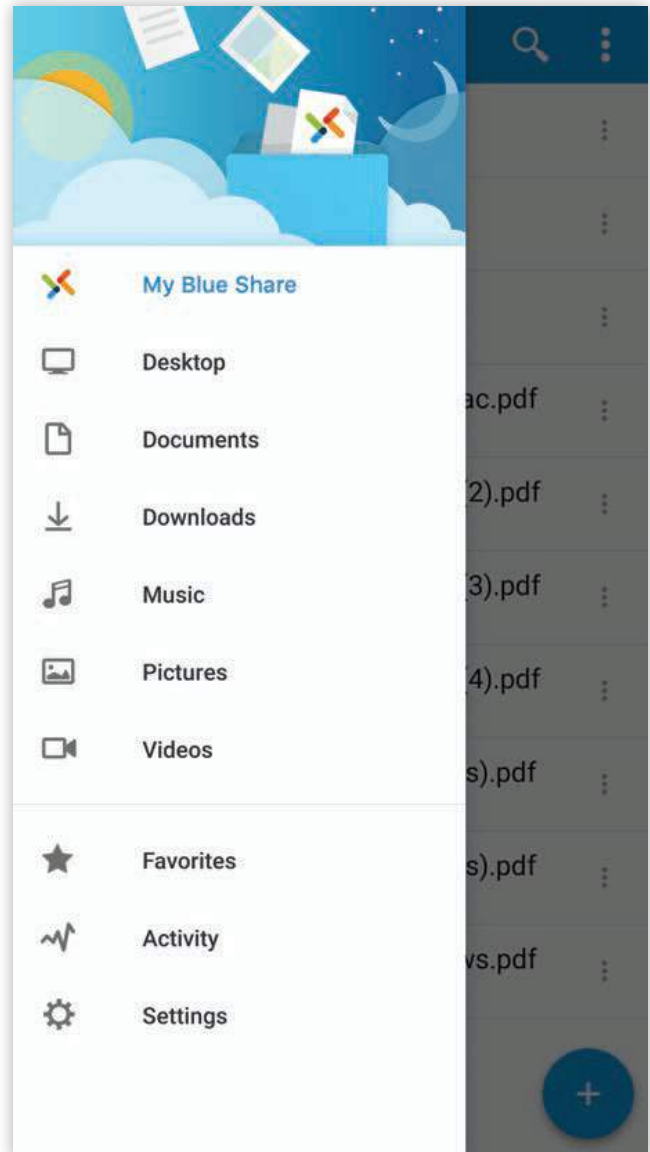 My Blue Share
Desktop
Documents
ac.pdf
(2).pdf
Downloads
Music
(3).pdf
Pictures
(4).pdf
Videos
s).pdf
Favorites
s).pdf
Activity
ws.pdf
Settings